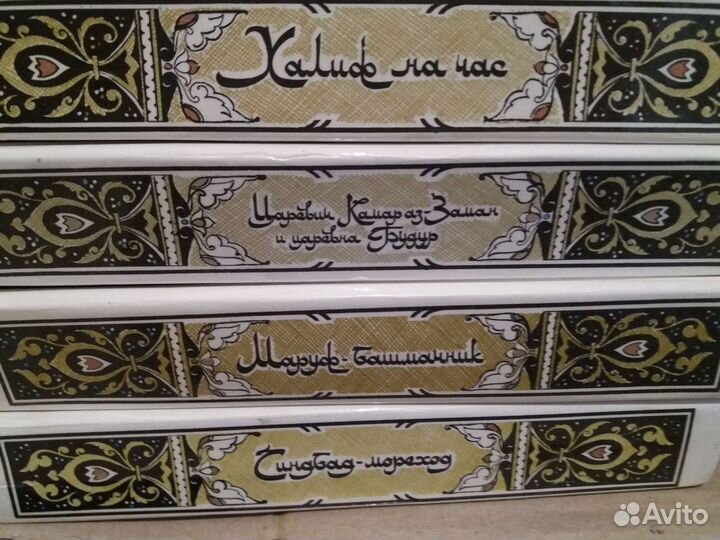 Халиф на час
Царевич Камар аз-Заман
и царевна Будур
Маруф-башмачник
Синдбад-мореход
Avito